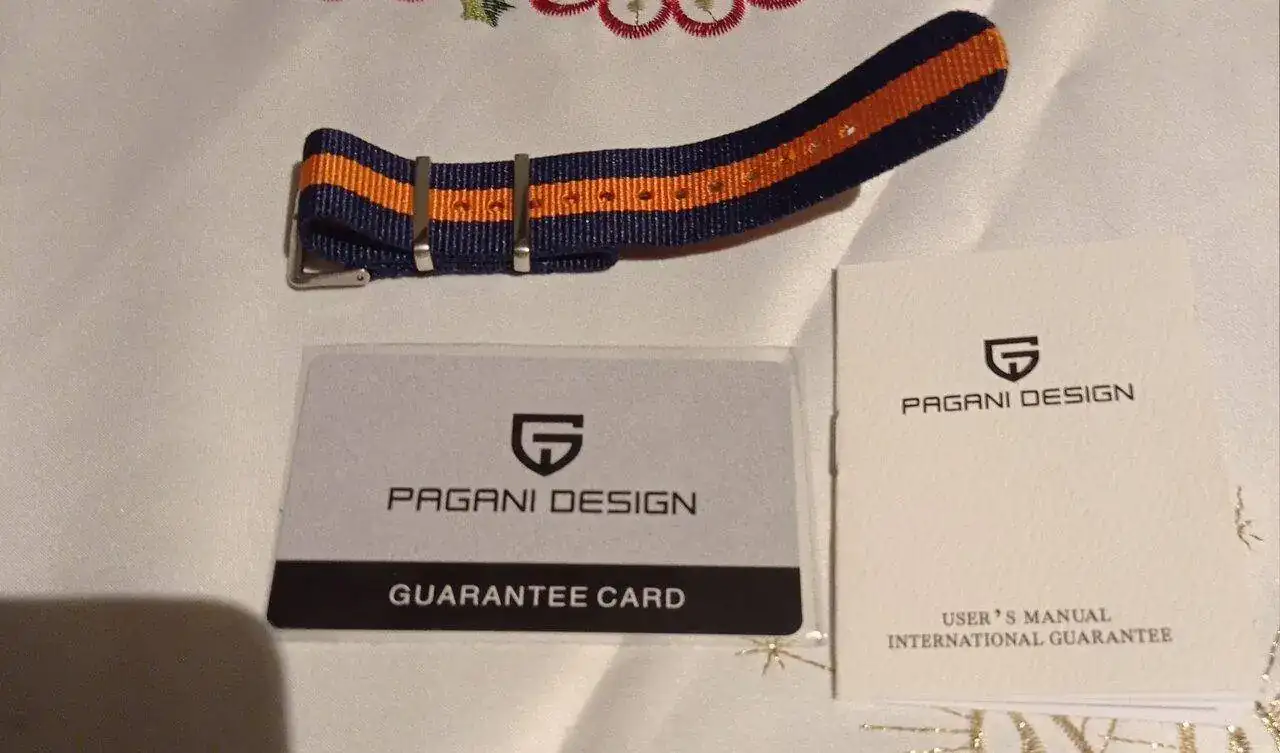 PAGANI DESIGN
GUARANTEE CARD
PAGANI DESIGN
USER'S MANUAL
INTERNATIONAL GUARANTEE